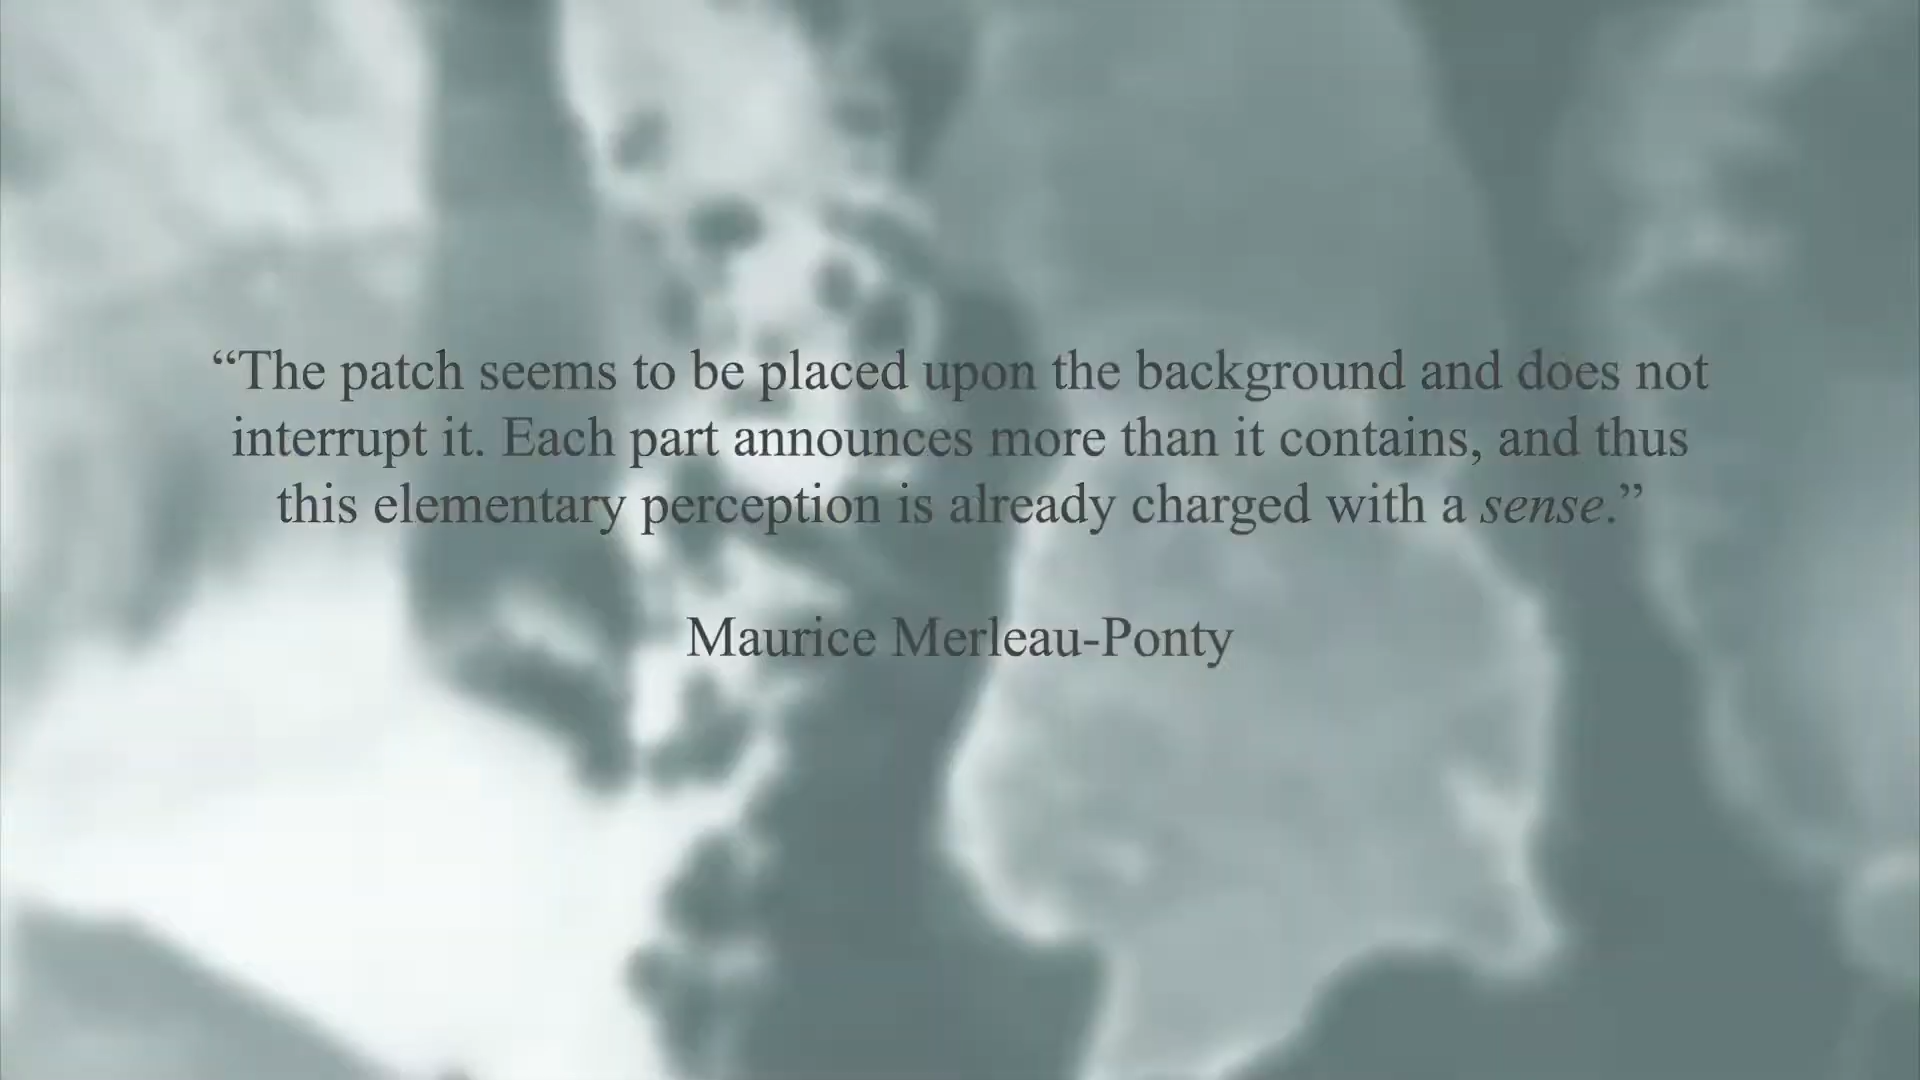 “The patch seems to be placed upon the background and does not
interrupt it. Each part announces more than it contains, and thus
this elementary perception is already charged with a sense.”
Maurice Merleau-Ponty